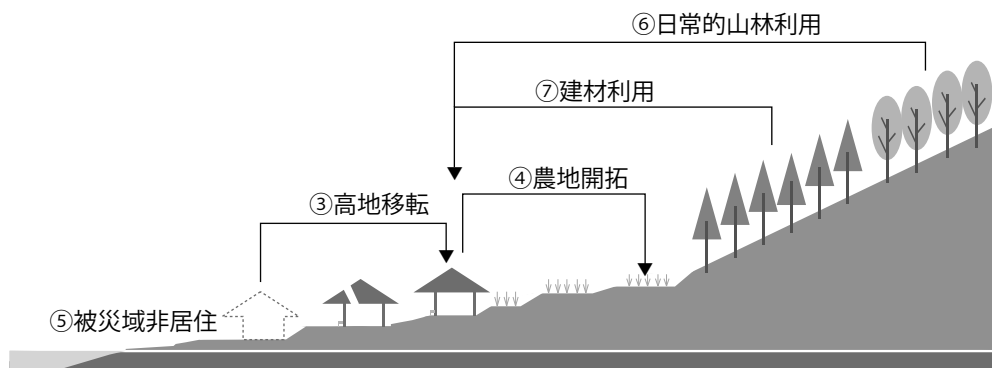 ⑥日常的山林利用
⑦建材利用
④農地開拓
③高地移転
⑤被災域非居住